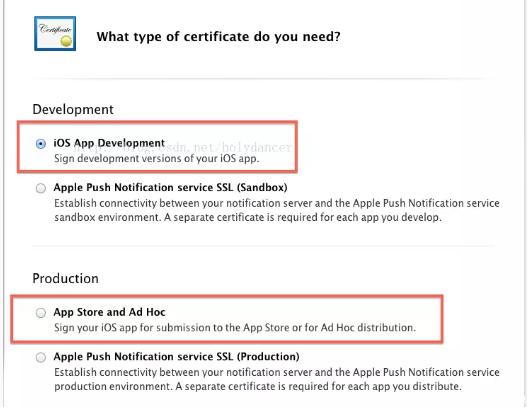 Certificate
What type of certificate do you need?
Development
iOS App Development
http://blog.csdn.net/holydancer
Sign development versions of your iOS app.
Apple Push Notification service SSL (Sandbox)
Establish connectivity between your notification server and the Apple Push Notification service
sandbox environment. A separate certificate is required for each app you develop.
Production
App Store and Ad Hoc
Sign your iOS app for submission to the App Store or for Ad Hoc distribution.
Apple Push Notification service SSL (Production)
Establish connectivity between your notification server and the Apple Push Notification service
production environment. A separate certificate is required for each app you distribute.